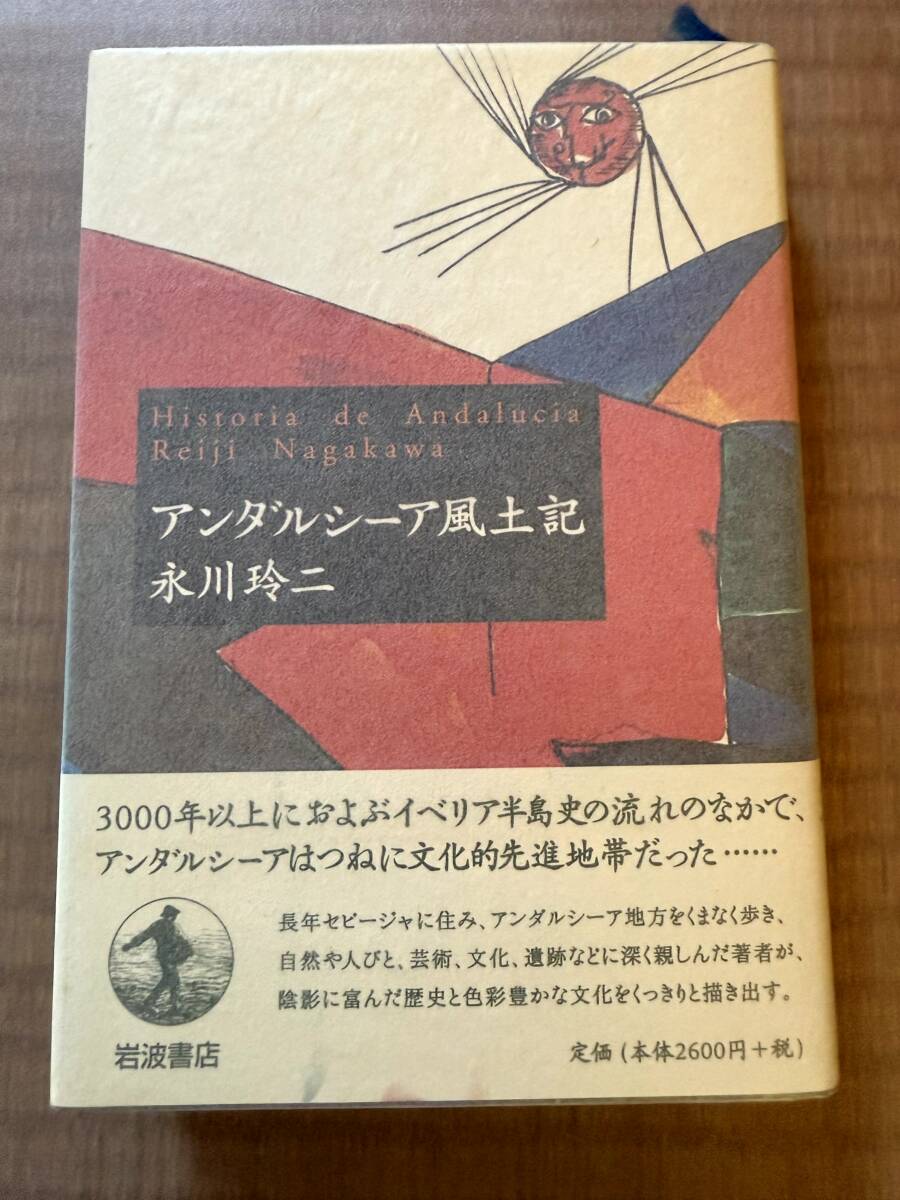 Historia de Andalucía
Reiji Nagakawa
アンダルシーア風土記
永川玲二
3000年以上におよぶイベリア半島史の流れのなかで、
アンダルシーアはつねに文化的先進地帯だった……
長年セビージャに住み、アンダルシーア地方をくまなく歩き、
自然や人びと、芸術、文化、遺跡などに深く親しんだ著者が、
陰影に富んだ歴史と色彩豊かな文化をくっきりと描き出す。
岩波書店
定価(本体2600円+税)